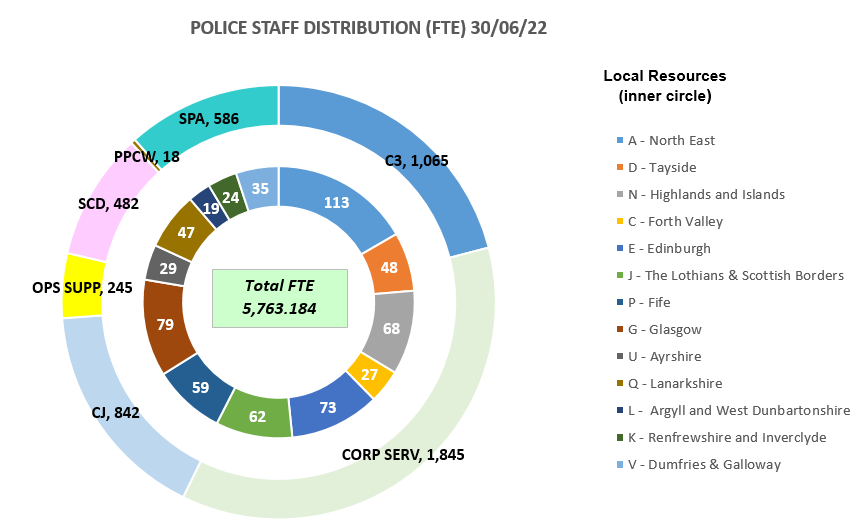 POLICE STAFF DISTRIBUTION (FTE) 30/06/22
SPA, 586
C3, 1,065
PPCW, 18
SCD, 482
OPS SUPP, 245
CJ, 842
CORP SERV, 1,845
113
48
68
27
73
62
59
79
29
47
19
24
35
Total FTE
5,763.184
Local Resources
(inner circle)
A - North East
D - Tayside
N - Highlands and Islands
C - Forth Valley
E - Edinburgh
J - The Lothians & Scottish Borders
P - Fife
G - Glasgow
U - Ayrshire
Q - Lanarkshire
L -  Argyll and West Dunbartonshire
K - Renfrewshire and Inverclyde
V - Dumfries & Galloway